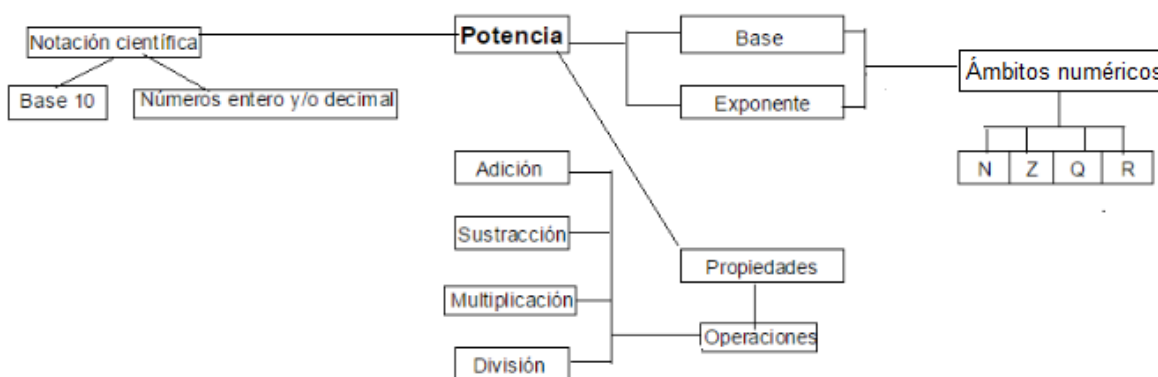 Notación científica
Potencia
Base
Ámbitos numéricos
Base 10
Números entero y/o decimal
Exponente
N Z Q R
Adición
Sustracción
Propiedades
Multiplicación
Operaciones
División